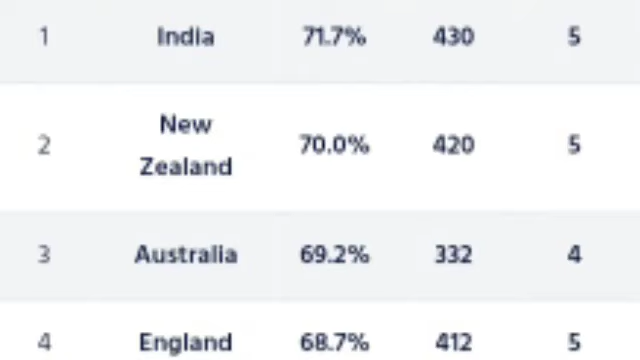 1 India 71.7% 430 5
2 New Zealand 70.0% 420 5
3 Australia 69.2% 332 4
4 England 68.7% 412 5